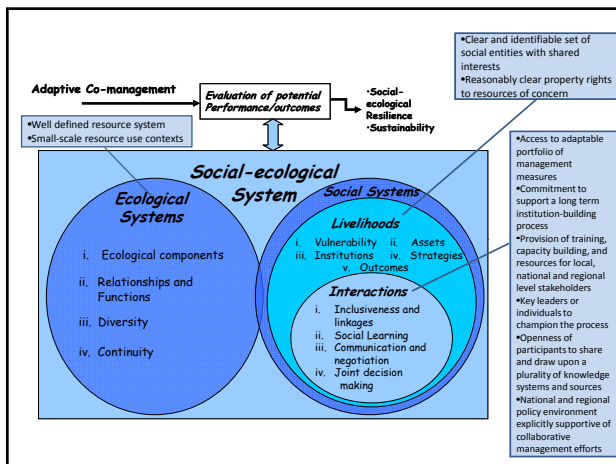 •Clear and identifiable set of
social entities with shared
interests
•Reasonably clear property rights
to resources of concern
Adaptive Co-management
Evaluation of potential
Performance/outcomes
•Social-
ecological
Resilience
•Sustainability
•Well defined resource system
•Small-scale resource use contexts
Social-ecological
System
Ecological
Systems
i. Ecological components
ii. Relationships and
Functions
iii. Diversity
iv. Continuity
Social Systems
Livelihoods
i. Vulnerability ii. Assets
iii. Institutions iv. Strategies
v. Outcomes
Interactions
i. Inclusiveness and
linkages
ii. Social Learning
iii. Communication and
negotiation
iv. Joint decision
making
•Access to adaptable
portfolio of
management
measures
•Commitment to
support a long term
institution-building
process
•Provision of training,
capacity building, and
resources for local,
national and regional
level stakeholders
•Key leaders or
individuals to
champion the process
•Openness of
participants to share
and draw upon a
plurality of knowledge
systems and sources
•National and regional
policy environment
explicitly supportive of
collaborative
management efforts